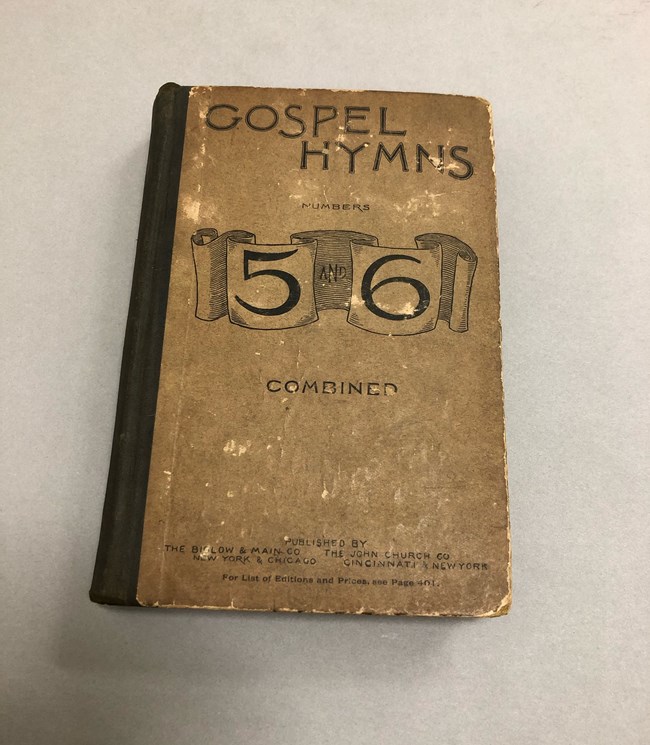 GOSPEL
HYMNS
NUMBERS
5 AND 6
COMBINED
PUBLISHED BY
THE BIGLOW & MAIN CO THE JOHN CHURCH CO
NEW YORK & CHICAGO CINCINNATI & NEW YORK
For List of Editions and Prices, see Page 401.